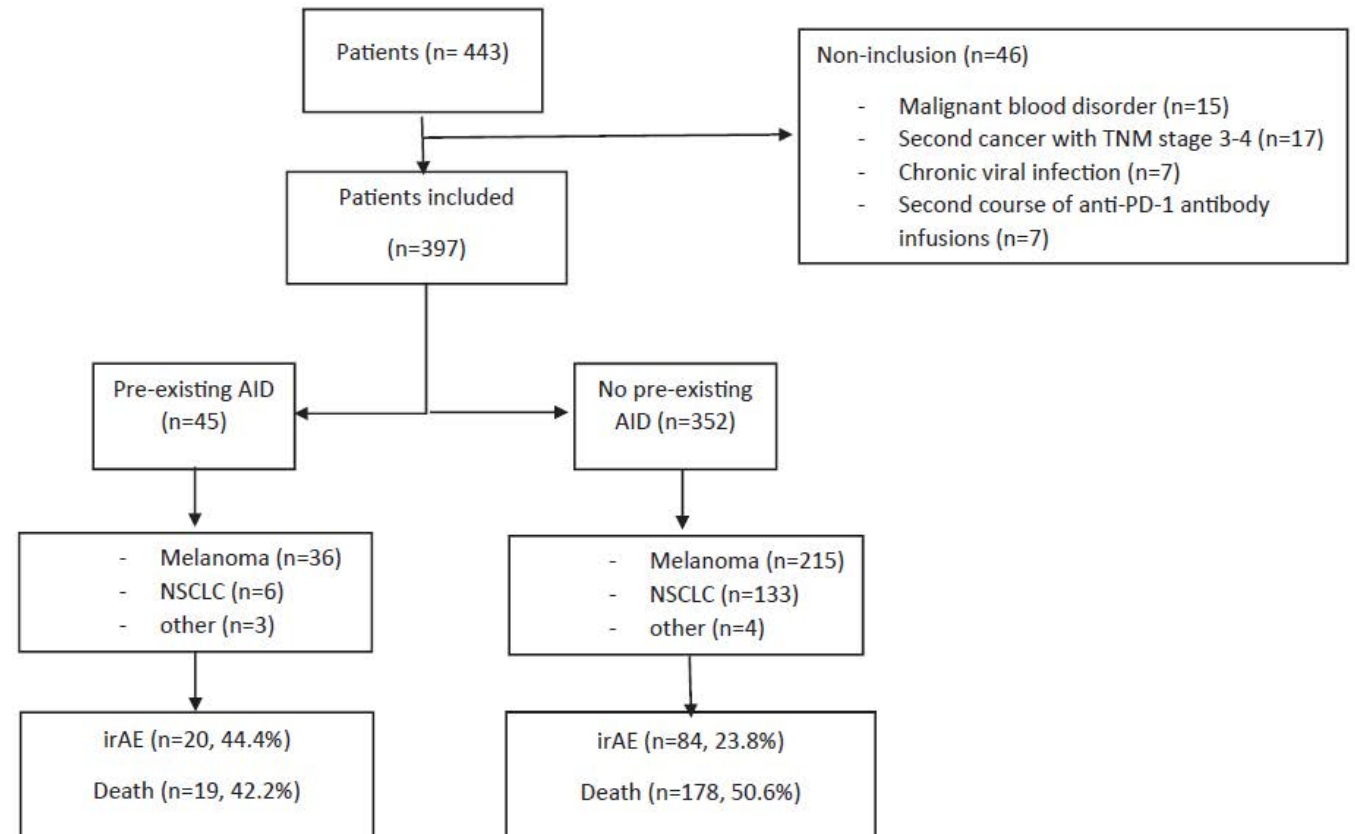 Patients (n= 443)
Non-inclusion (n=46)
- Malignant blood disorder (n=15)
- Second cancer with TNM stage 3-4 (n=17)
- Chronic viral infection (n=7)
- Second course of anti-PD-1 antibody
infusions (n=7)
Patients included
(n=397)
Pre-existing AID
(n=45)
No pre-existing
AID (n=352)
- Melanoma (n=36)
- NSCLC (n=6)
- other (n=3)
- Melanoma (n=215)
- NSCLC (n=133)
- other (n=4)
irAE (n=20, 44.4%)
Death (n=19, 42.2%)
irAE (n=84, 23.8%)
Death (n=178, 50.6%)